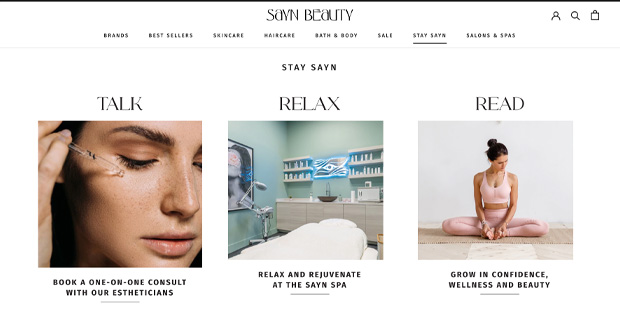 SAYN BEAUTY
BRANDS BEST SELLERS SKINCARE HAIRCARE BATH & BODY SALE STAY SAYN SALONS & SPAS
STAY SAYN
TALK RELAX READ
BOOK A ONE-ON-ONE CONSULT
WITH OUR ESTHETICIANS
RELAX AND REJUVENATE
AT THE SAYN SPA
GROW IN CONFIDENCE,
WELLNESS AND BEAUTY